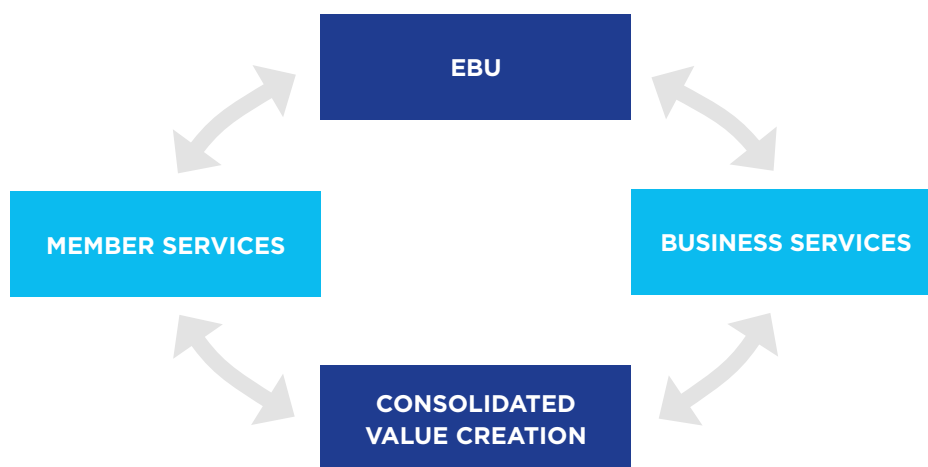 EBU
MEMBER SERVICES
BUSINESS SERVICES
CONSOLIDATED
VALUE CREATION